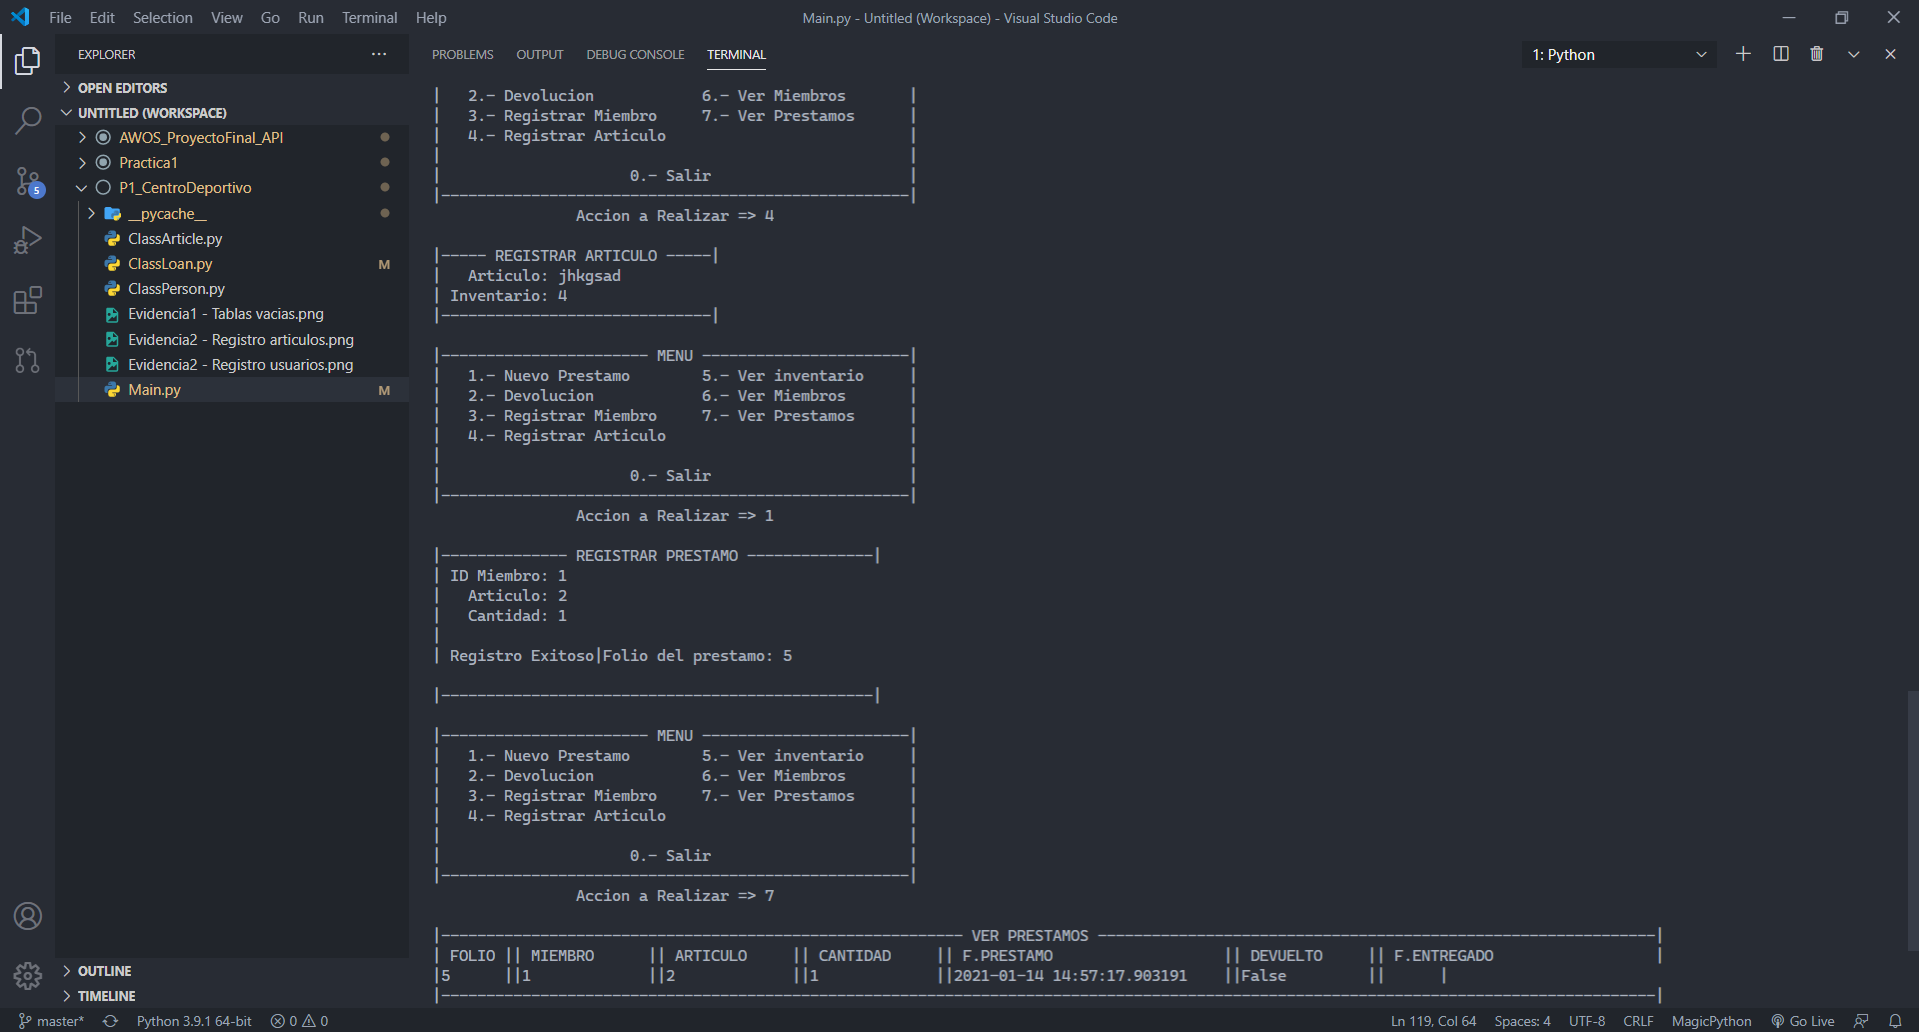 File Edit Selection View Go Run Terminal Help
Main.py - Untitled (Workspace) - Visual Studio Code
EXPLORER
OPEN EDITORS
UNTITLED (WORKSPACE)
AWOS_ProyectoFinal_API
Practica1
P1_CentroDeportivo
__pycache__
ClassArticle.py
ClassLoan.py M
ClassPerson.py
Evidencia1 - Tablas vacias.png
Evidencia2 - Registro articulos.png
Evidencia2 - Registro usuarios.png
Main.py M
5
OUTLINE
TIMELINE
PROBLEMS OUTPUT DEBUG CONSOLE TERMINAL
1: Python
|   2.- Devolucion            6.- Ver Miembros       |
|   3.- Registrar Miembro     7.- Ver Prestamos      |
|   4.- Registrar Articulo
|                                                    |
|                     0.- Salir                      |
|----------------------------------------------------|
Accion a Realizar => 4
|----- REGISTRAR ARTICULO -----|
|   Articulo: jhkgsad
| Inventario: 4
|------------------------------|
|----------------------- MENU -----------------------|
|   1.- Nuevo Prestamo        5.- Ver inventario     |
|   2.- Devolucion            6.- Ver Miembros       |
|   3.- Registrar Miembro     7.- Ver Prestamos      |
|   4.- Registrar Articulo                           |
|                                                    |
|                     0.- Salir                      |
|----------------------------------------------------|
Accion a Realizar => 1
|-------------- REGISTRAR PRESTAMO --------------|
| ID Miembro: 1
|   Articulo: 2
|   Cantidad: 1
|
| Registro Exitoso|Folio del prestamo: 5
|------------------------------------------------|
|----------------------- MENU -----------------------|
|   1.- Nuevo Prestamo        5.- Ver inventario     |
|   2.- Devolucion            6.- Ver Miembros       |
|   3.- Registrar Miembro     7.- Ver Prestamos      |
|   4.- Registrar Articulo                           |
|                                                    |
|                     0.- Salir                      |
|----------------------------------------------------|
Accion a Realizar => 7
|---------------------------------------------------------- VER PRESTAMOS --------------------------------------------------------------|
| FOLIO || MIEMBRO      || ARTICULO     || CANTIDAD     || F.PRESTAMO                   || DEVUELTO     || F.ENTREGADO                  |
|5      ||1             ||2             ||1             ||2021-01-14 14:57:17.903191    ||False         ||      |
|---------------------------------------------------------------------------------------------------------------------------------------|
master* Python 3.9.1 64-bit 0 0 Ln 119, Col 64 Spaces: 4 UTF-8 CRLF MagicPython Go Live